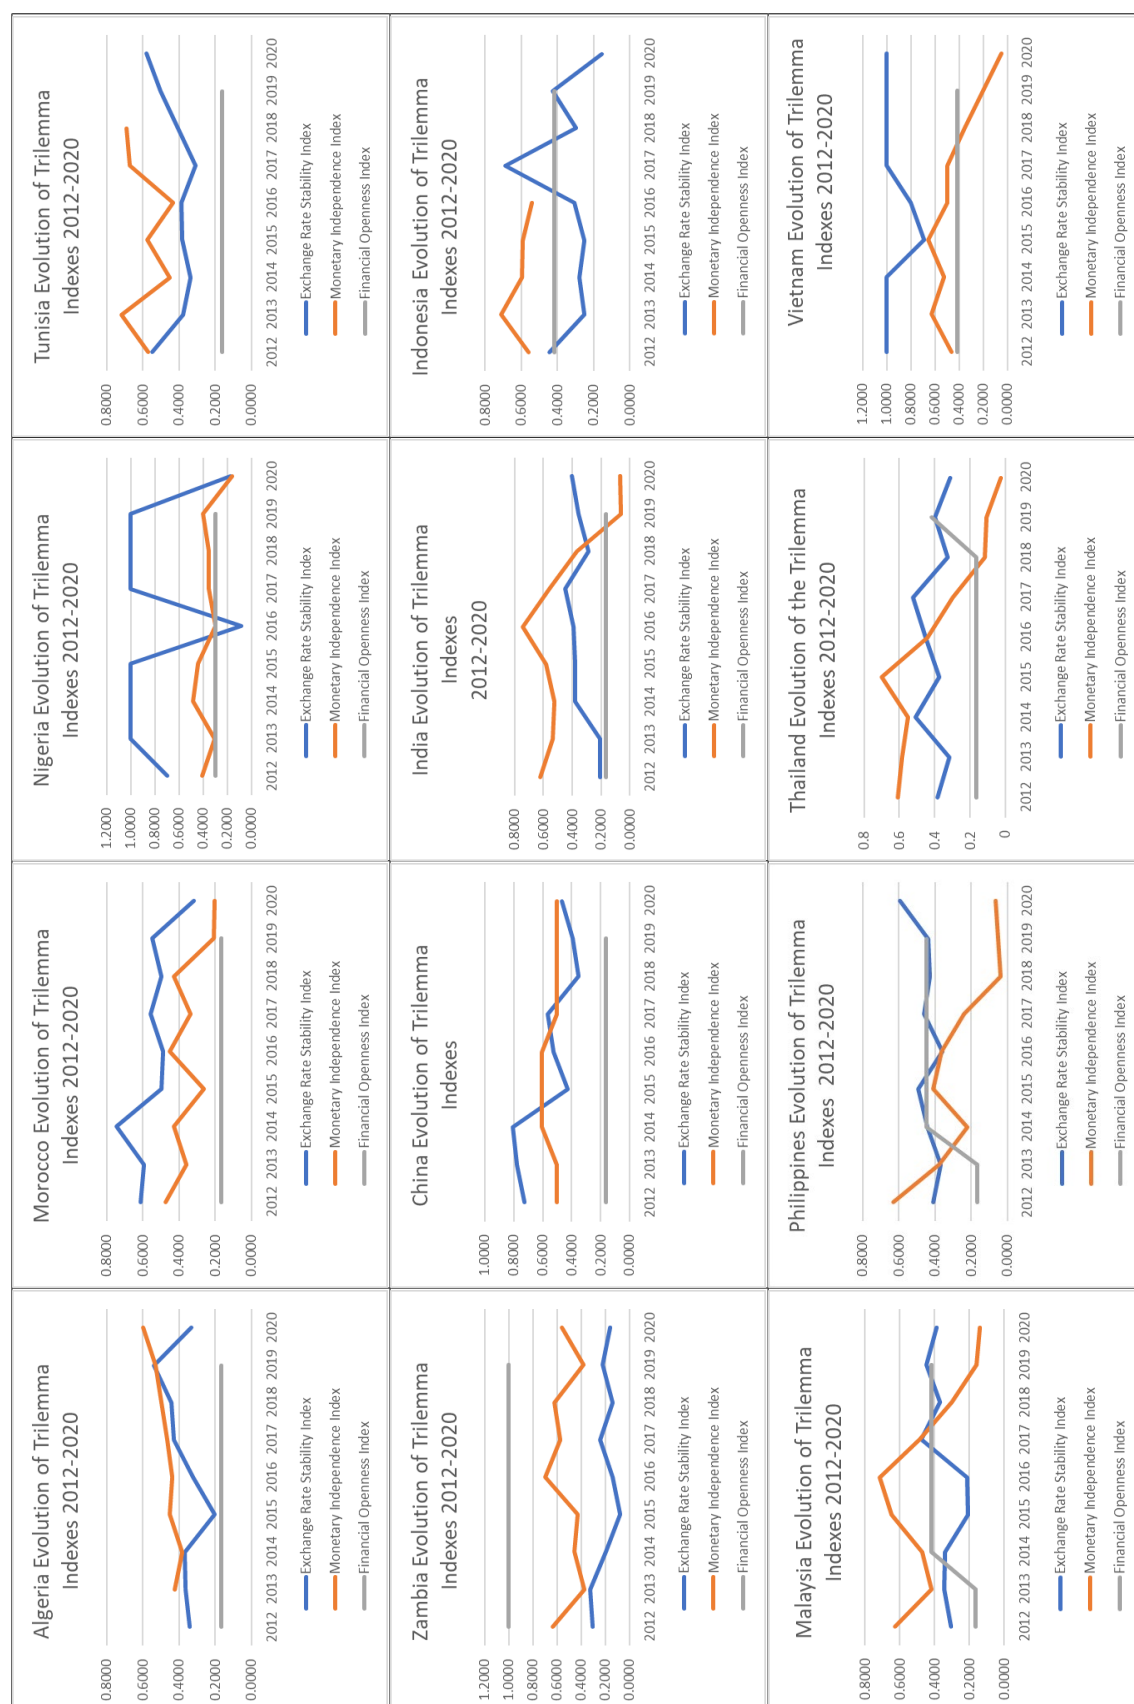 Algeria Evolution of Trilemma
Indexes 2012-2020
0.8000
0.6000
0.4000
0.2000
0.0000
2012 2013 2014 2015 2016 2017 2018 2019 2020
Exchange Rate Stability Index
Monetary Independence Index
Financial Openness Index
Morocco Evolution of Trilemma
Indexes 2012-2020
0.8000
0.6000
0.4000
0.2000
0.0000
2012 2013 2014 2015 2016 2017 2018 2019 2020
Exchange Rate Stability Index
Monetary Independence Index
Financial Openness Index
Nigeria Evolution of Trilemma
Indexes 2012-2020
1.2000
1.0000
0.8000
0.6000
0.4000
0.2000
0.0000
2012 2013 2014 2015 2016 2017 2018 2019 2020
Exchange Rate Stability Index
Monetary Independence Index
Financial Openness Index
Tunisia Evolution of Trilemma
Indexes 2012-2020
0.8000
0.6000
0.4000
0.2000
0.0000
2012 2013 2014 2015 2016 2017 2018 2019 2020
Exchange Rate Stability Index
Monetary Independence Index
Financial Openness Index
Zambia Evolution of Trilemma
Indexes 2012-2020
1.2000
1.0000
0.8000
0.6000
0.4000
0.2000
0.0000
2012 2013 2014 2015 2016 2017 2018 2019 2020
Exchange Rate Stability Index
Monetary Independence Index
Financial Openness Index
China Evolution of Trilemma
Indexes
1.0000
0.8000
0.6000
0.4000
0.2000
0.0000
2012 2013 2014 2015 2016 2017 2018 2019 2020
Exchange Rate Stability Index
Monetary Independence Index
Financial Openness Index
India Evolution of Trilemma
Indexes
2012-2020
0.8000
0.6000
0.4000
0.2000
0.0000
2012 2013 2014 2015 2016 2017 2018 2019 2020
Exchange Rate Stability Index
Monetary Independence Index
Financial Openness Index
Indonesia Evolution of Trilemma
Indexes 2012-2020
0.8000
0.6000
0.4000
0.2000
0.0000
2012 2013 2014 2015 2016 2017 2018 2019 2020
Exchange Rate Stability Index
Monetary Independence Index
Financial Openness Index
Malaysia Evolution of Trilemma
Indexes 2012-2020
0.8000
0.6000
0.4000
0.2000
0.0000
2012 2013 2014 2015 2016 2017 2018 2019 2020
Exchange Rate Stability Index
Monetary Independence Index
Financial Openness Index
Philippines Evolution of Trilemma
Indexes 2012-2020
0.8000
0.6000
0.4000
0.2000
0.0000
2012 2013 2014 2015 2016 2017 2018 2019 2020
Exchange Rate Stability Index
Monetary Independence Index
Financial Openness Index
Thailand Evolution of the Trilemma
Indexes 2012-2020
0.8
0.6
0.4
0.2
0
2012 2013 2014 2015 2016 2017 2018 2019 2020
Exchange Rate Stability Index
Monetary Independence Index
Financial Openness Index
Vietnam Evolution of Trilemma
Indexes 2012-2020
1.2000
1.0000
0.8000
0.6000
0.4000
0.2000
0.0000
2012 2013 2014 2015 2016 2017 2018 2019 2020
Exchange Rate Stability Index
Monetary Independence Index
Financial Openness Index